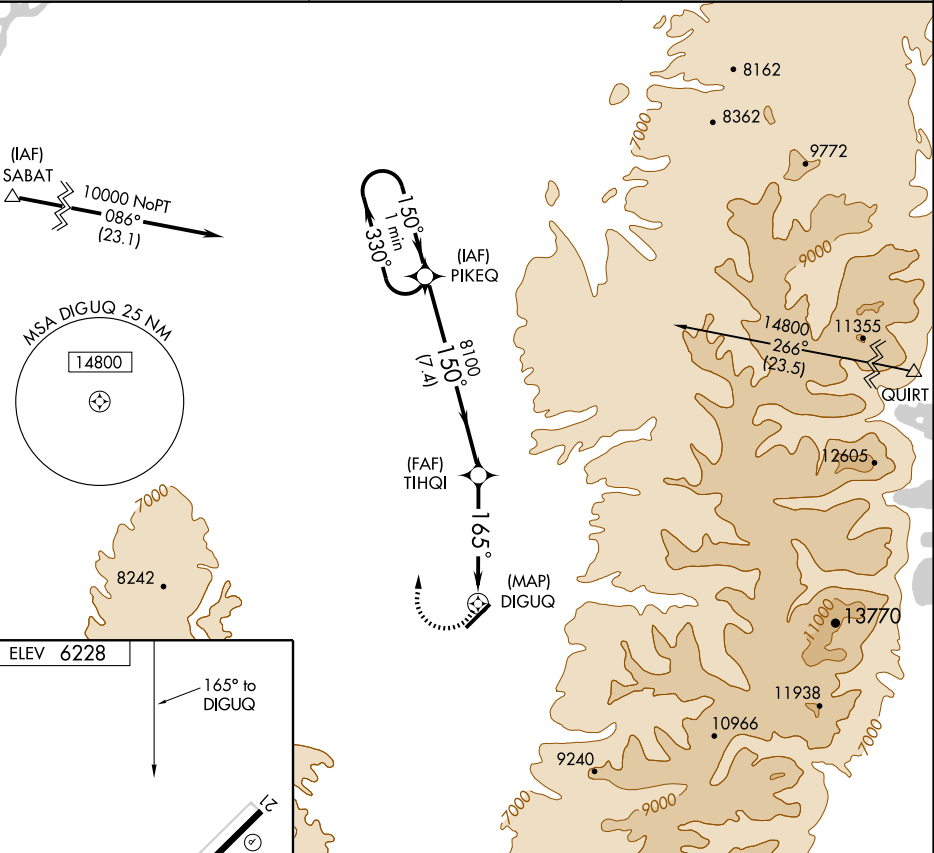 8162
8362
7000
9772
(IAF)
SABAT
10000 NoPT
086°
(23.1)
150°
1 min
330°
(IAF)
PIKEQ
9000
MSA DIGUQ 25 NM
14800
8100
150°
(7.4)
14800
266°
(23.5)
11355
QUIRT
(FAF)
TIHQI
12605
7000
165°
8242
(MAP)
DIGUQ
11000
13770
ELEV 6228
165° to
DIGUQ
11938
10966
7000
9240
7000
9000
21
P